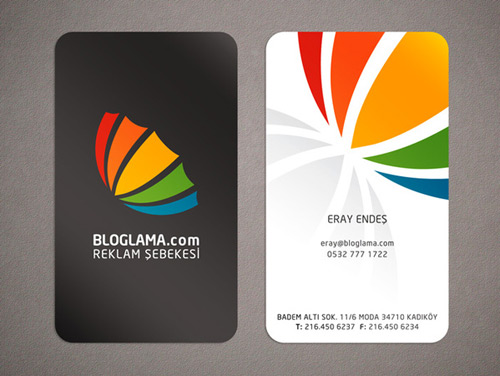 BLOGLAMA.com
REKLAM ŞEBEKESİ
ERAY ENDEŞ
eray@bloglama.com
0532 777 1722
BADEM ALTI SOK. 11/6 MODA 34710 KADIKÖY
T: 216.450 6237 F: 216.450 6234